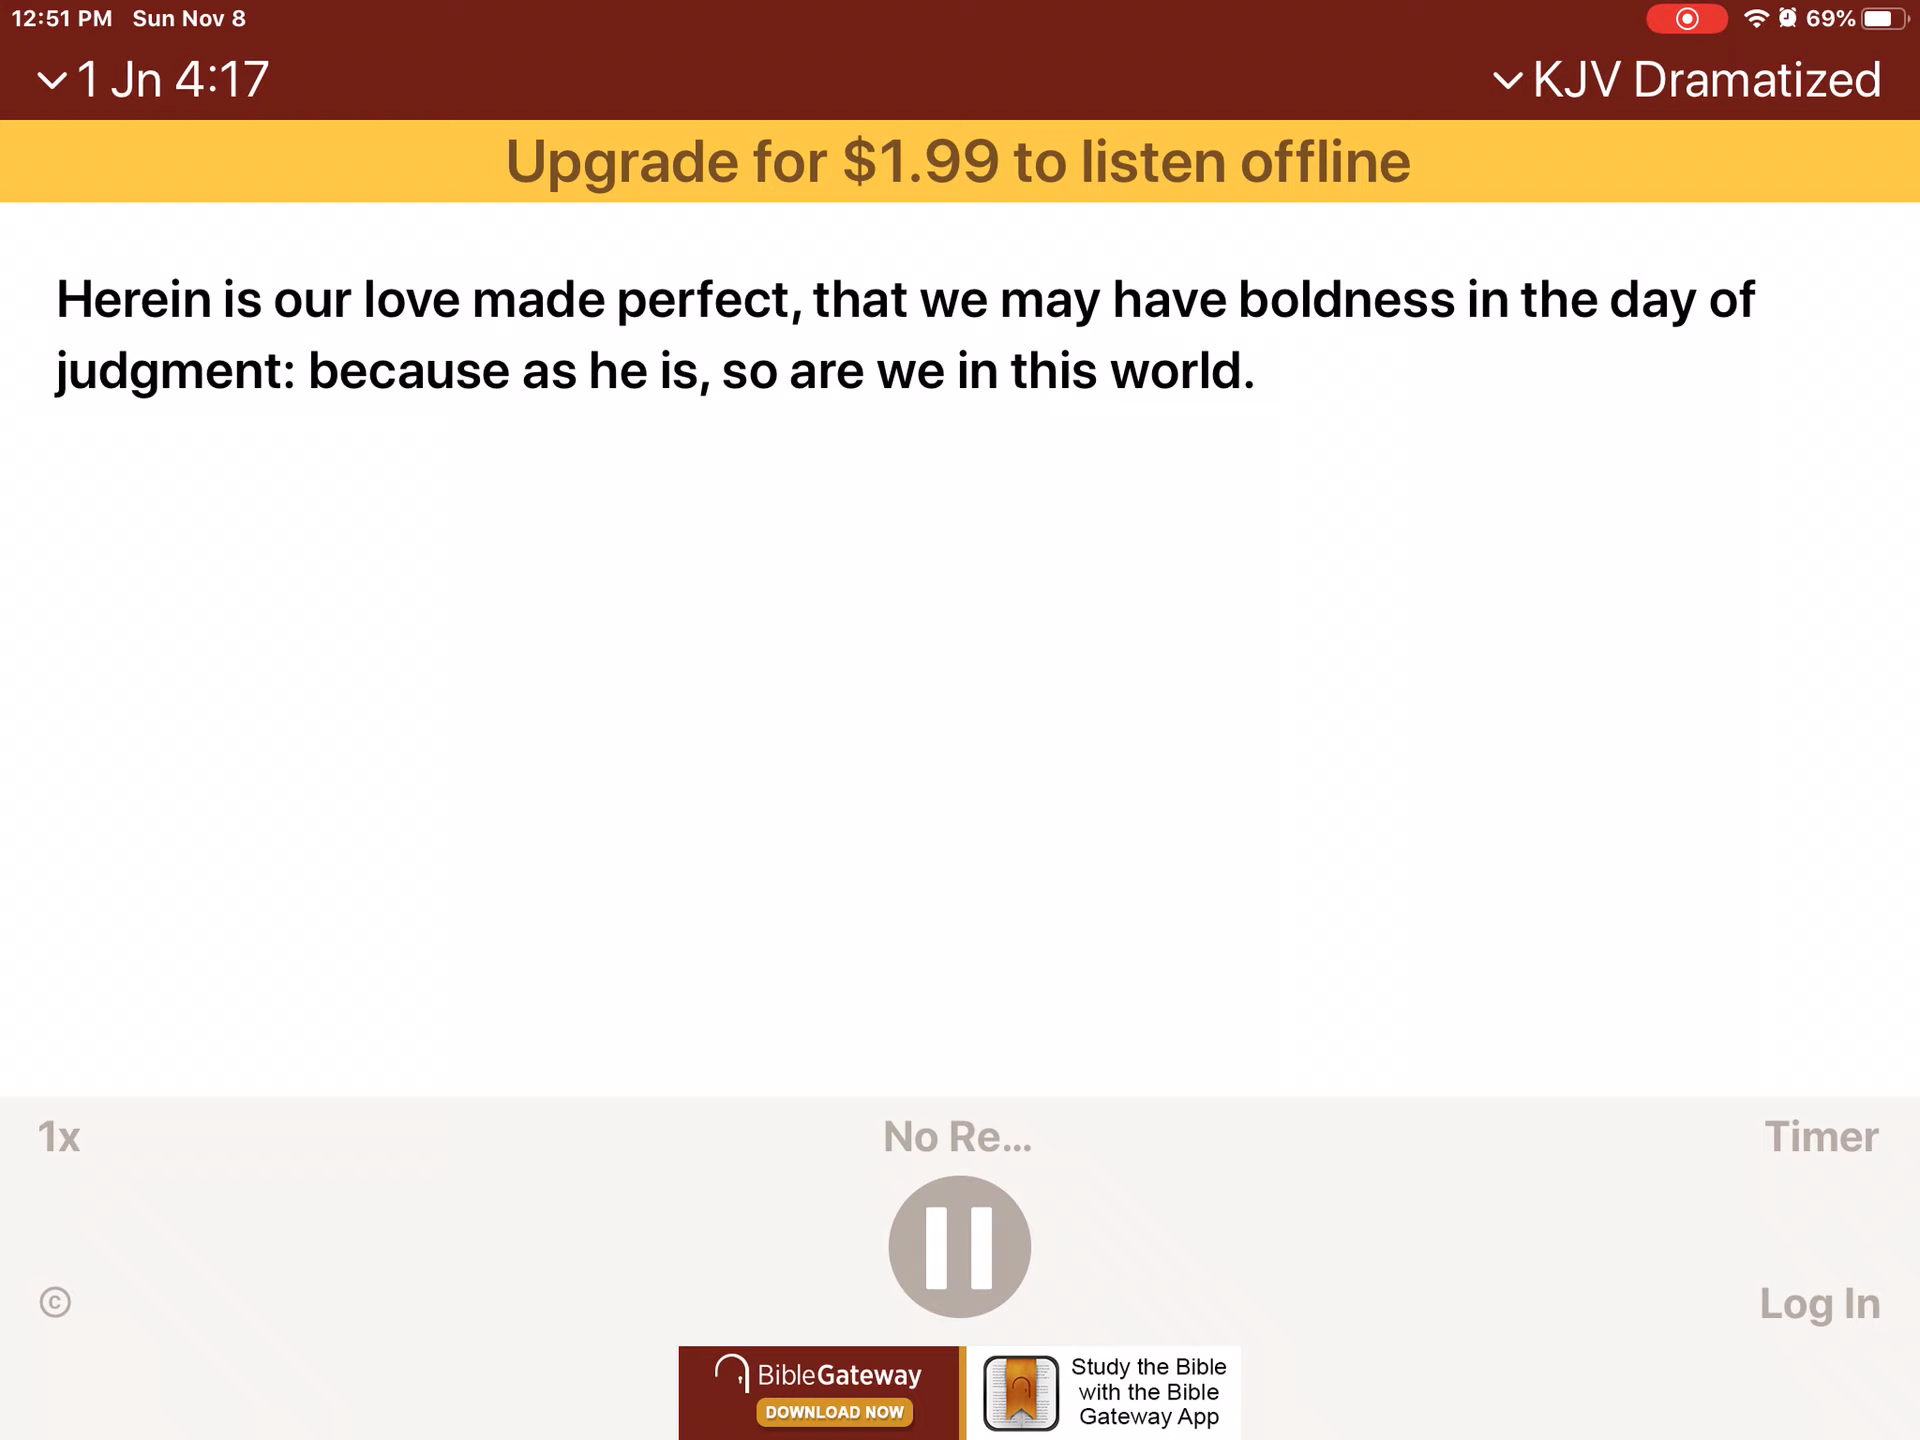 12:51 PM Sun Nov 8
69%
1 Jn 4:17
KJV Dramatized
Upgrade for $1.99 to listen offline
Herein is our love made perfect, that we may have boldness in the day of
judgment: because as he is, so are we in this world.
1x
No Re...
Timer
©
Log In
BibleGateway
DOWNLOAD NOW
Study the Bible
with the Bible
Gateway App